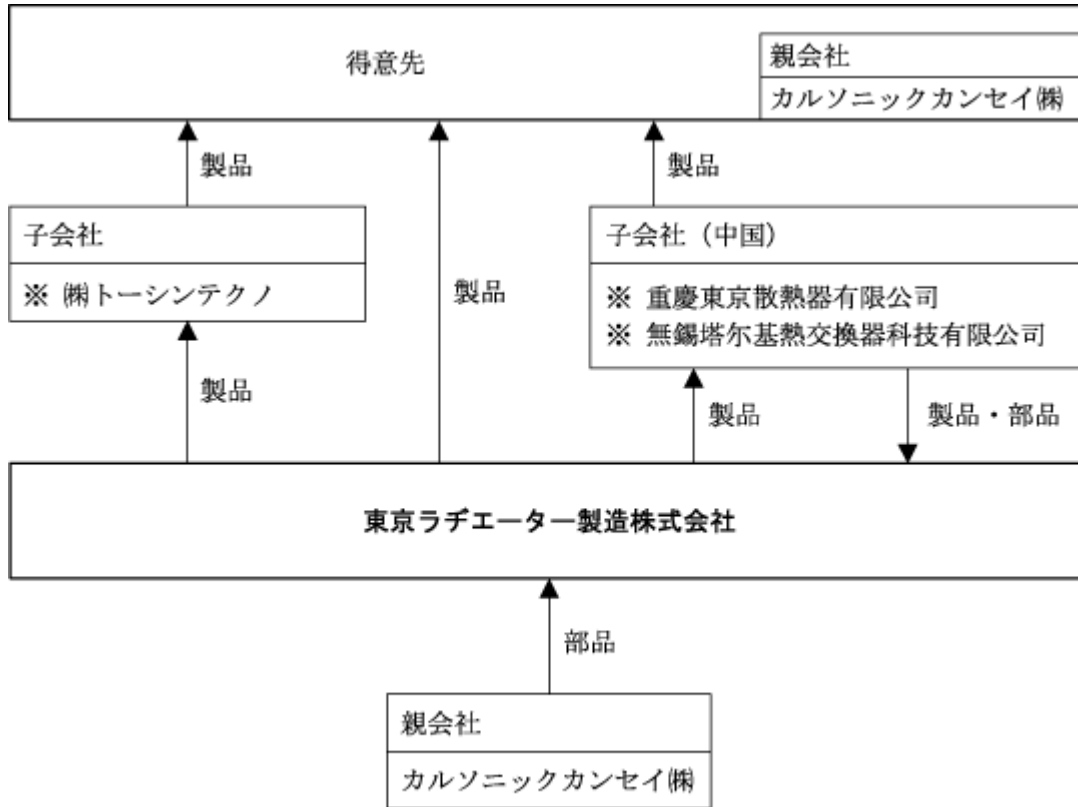 得意先
親会社
カルソニックカンセイ㈱
製品
製品
子会社
※ ㈱トーシンテクノ
製品
子会社（中国）
※ 重慶東京散熱器有限公司
※ 無錫塔尔基熱交換器科技有限公司
製品
製品
製品・部品
東京ラヂエーター製造株式会社
部品
親会社
カルソニックカンセイ㈱